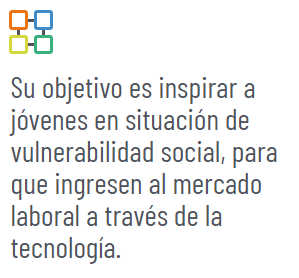 Su objetivo es inspirar a
jóvenes en situación de
vulnerabilidad social, para
que ingresen al mercado
laboral a través de la
tecnología.